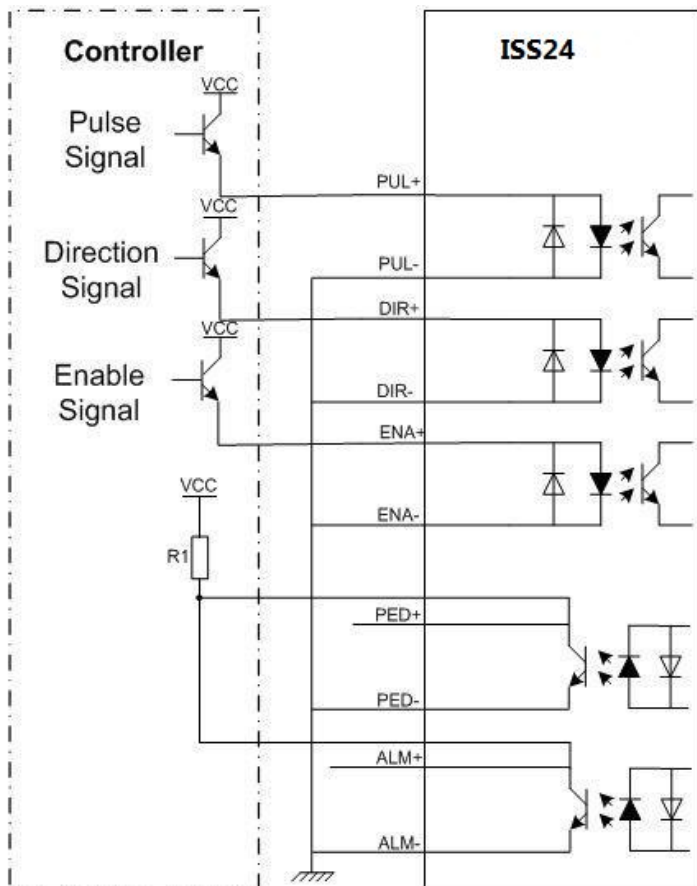 Controller
ISS24
VCC
Pulse
Signal
PUL+
VCC
Direction
Signal
PUL-
DIR+
VCC
Enable
Signal
DIR-
ENA+
VCC
ENA-
R1
PED+
PED-
ALM+
ALM-